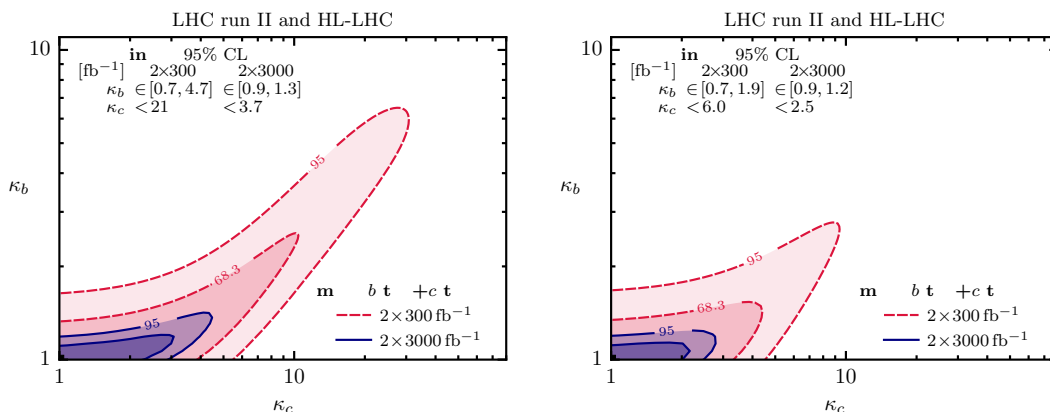 LHC run II and HL-LHC
in 95% CL
[fb⁻¹] 2×300 2×3000
κ_b ∈[0.7, 4.7] ∈[0.9, 1.3]
κ_c <21 <3.7
95
68.3
95
m b t +c t
2×300 fb⁻¹
2×3000 fb⁻¹
κ_b
10
1
1
10
κ_c
LHC run II and HL-LHC
in 95% CL
[fb⁻¹] 2×300 2×3000
κ_b ∈[0.7, 1.9] ∈[0.9, 1.2]
κ_c <6.0 <2.5
95
68.3
95
m b t +c t
2×300 fb⁻¹
2×3000 fb⁻¹
κ_b
10
1
1
10
κ_c